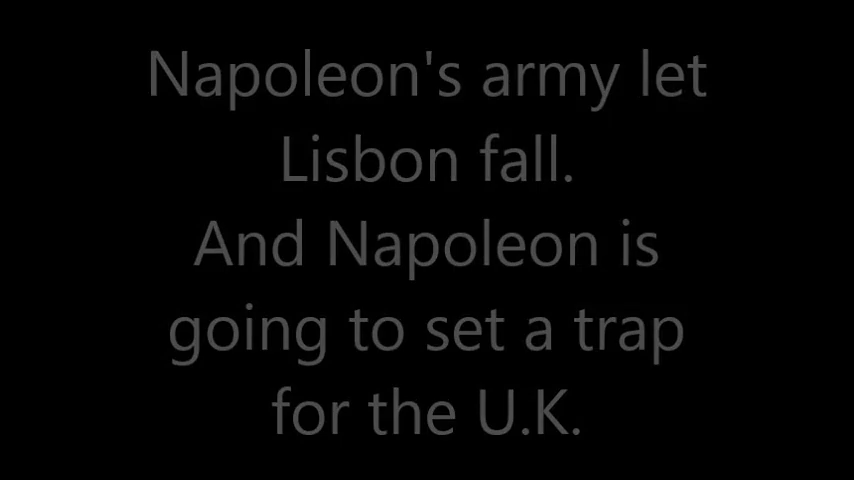 Napoleon's army let
Lisbon fall.
And Napoleon is
going to set a trap
for the U.K.